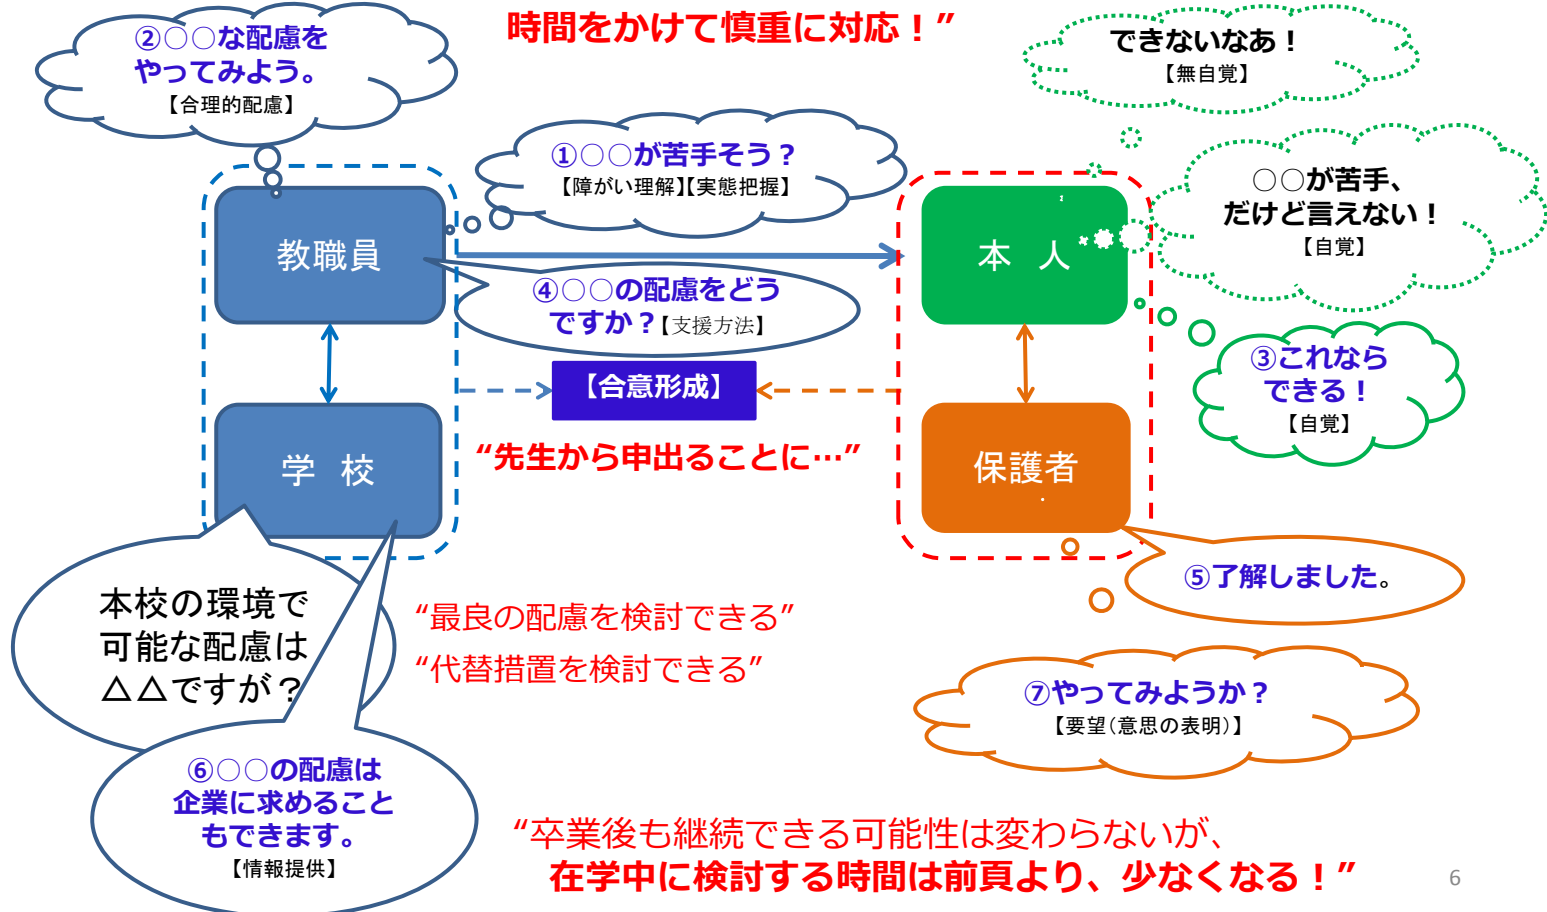 時間をかけて慎重に対応！”
②○○な配慮を
やってみよう。
【合理的配慮】
できないなあ！
【無自覚】
①○○が苦手そう？
【障がい理解】【実態把握】
○○が苦手、
だけど言えない！
【自覚】
教職員
本　人
④○○の配慮をどう
ですか？【支援方法】
③これなら
できる！
【自覚】
【合意形成】
“先生から申出ることに…”
学　校
保護者
⑤了解しました。
本校の環境で
可能な配慮は
△△ですが？
“最良の配慮を検討できる”
“代替措置を検討できる”
⑦やってみようか？
【要望(意思の表明)】
⑥○○の配慮は
企業に求めること
もできます。
【情報提供】
“卒業後も継続できる可能性は変わらないが、
在学中に検討する時間は前頁より、少なくなる！”
6